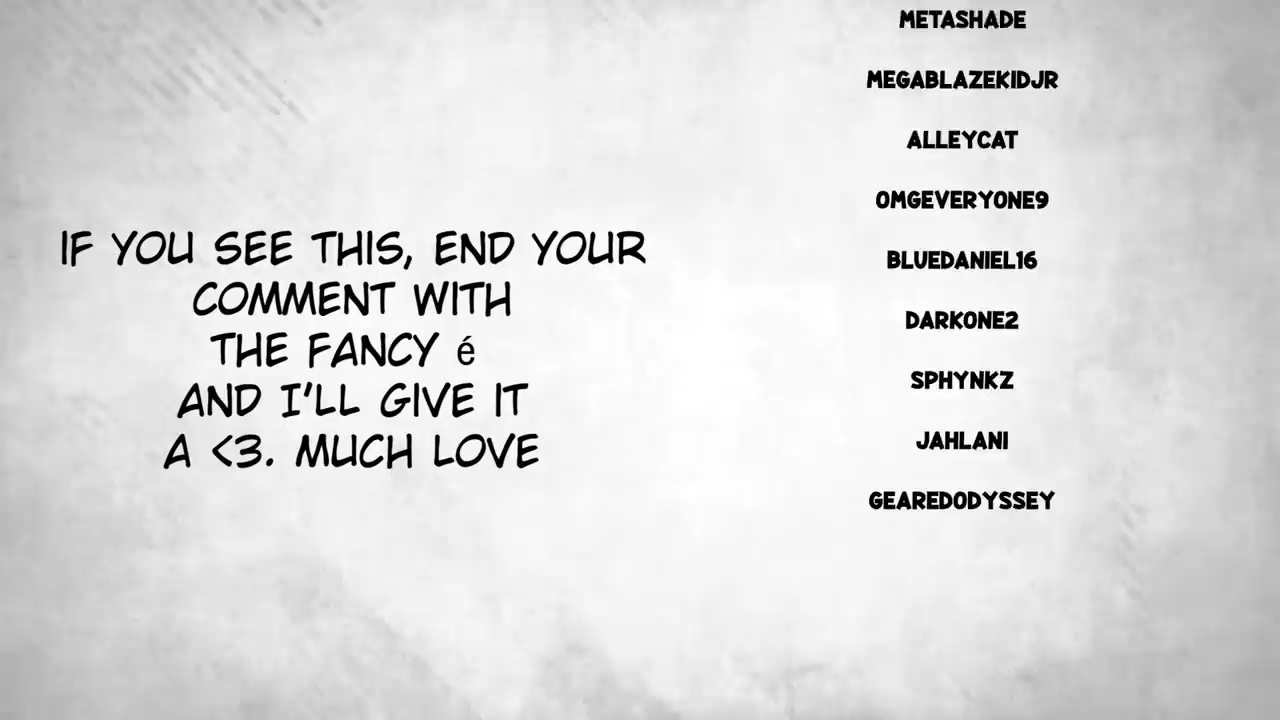 IF YOU SEE THIS, END YOUR
COMMENT WITH
THE FANCY é
AND I'LL GIVE IT
A <3. MUCH LOVE
METASHADE
MEGABLAZEKIDJR
ALLEYCAT
OMGEVERYONE9
BLUEDANIEL16
DARKONE2
SPHYNKZ
JAHLANI
GEAREDODYSSEY